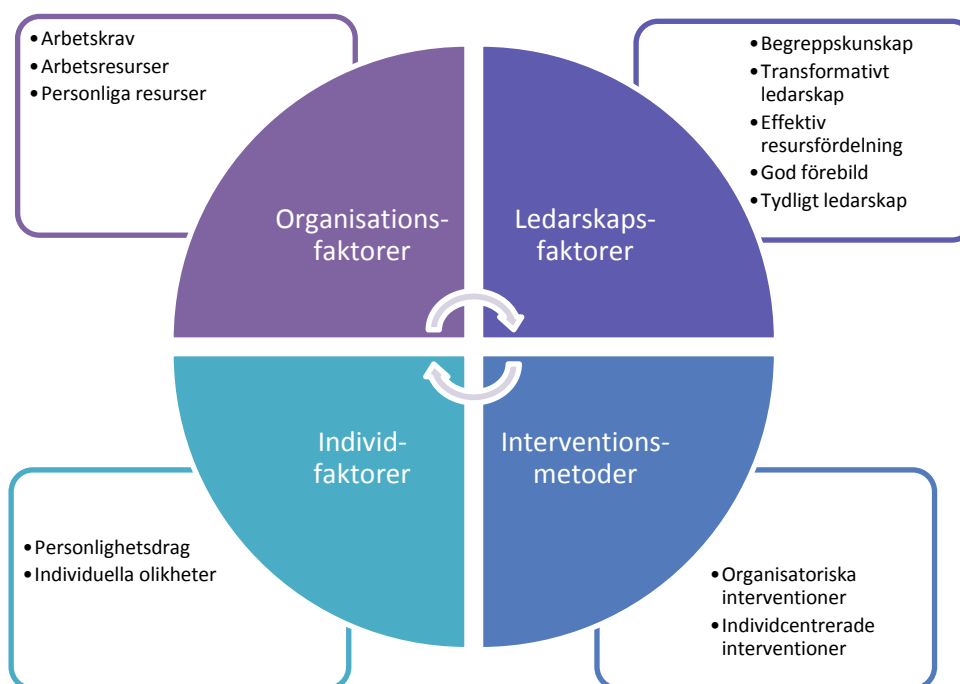 •Arbetskrav
•Arbetsresurser
•Personliga resurser
•Begreppskunskap
•Transformativt
ledarskap
•Effektiv
resursfördelning
•God förebild
•Tydligt ledarskap
Organisations-
faktorer
Ledarskaps-
faktorer
Individ-
faktorer
Interventions-
metoder
•Personlighetsdrag
•Individuella olikheter
•Organisatoriska
interventioner
•Individcentrerade
interventioner